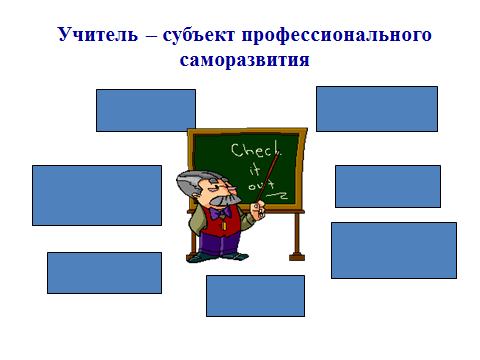 Учитель – субъект профессионального
саморазвития
Check
it
out